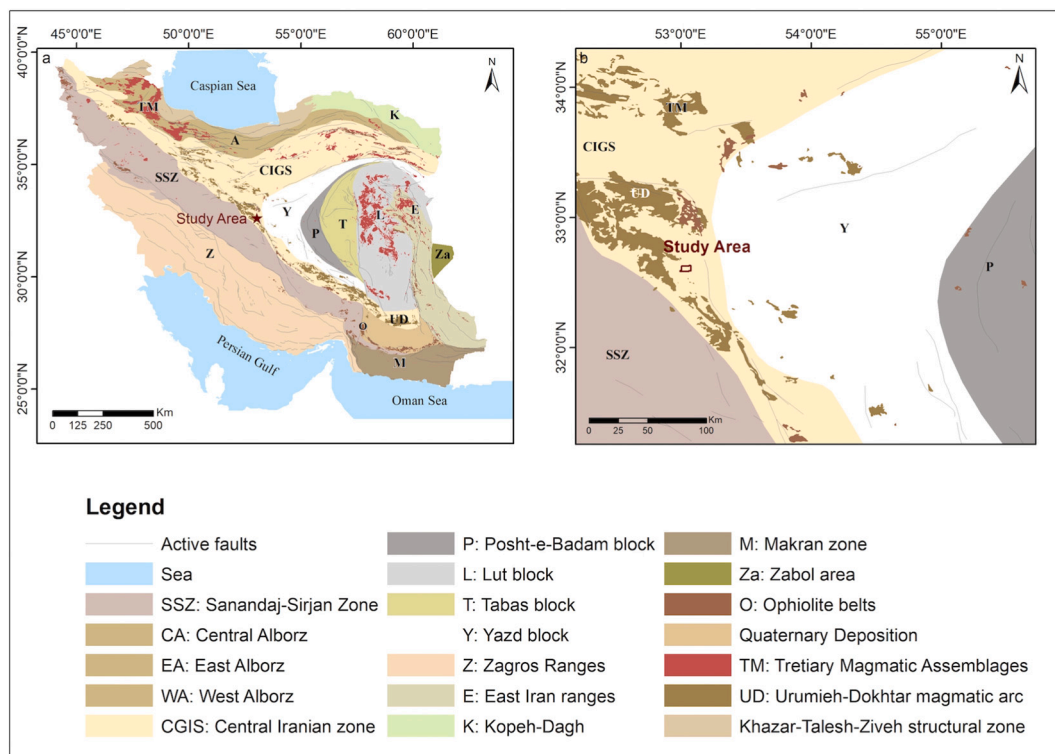 45°0'0"E 50°0'0"E 55°0'0"E 60°0'0"E
53°0'0"E 54°0'0"E 55°0'0"E
40°0'0"N
35°0'0"N
30°0'0"N
25°0'0"N
a
N
Caspian Sea
TM
K
A
CIGS
SSZ
Study Area
Y
L
E
P
T
Z
Za
UD
O
Persian Gulf
M
Oman Sea
0 125 250 500
Km
34°0'0"N
33°0'0"N
32°0'0"N
b
N
TM
CIGS
UD
Y
Study Area
P
SSZ
0 25 50 100
Km
Legend
Active faults
Sea
SSZ: Sanandaj-Sirjan Zone
CA: Central Alborz
EA: East Alborz
WA: West Alborz
CGIS: Central Iranian zone
P: Posht-e-Badam block
L: Lut block
T: Tabas block
Y: Yazd block
Z: Zagros Ranges
E: East Iran ranges
K: Kopeh-Dagh
M: Makran zone
Za: Zabol area
O: Ophiolite belts
Quaternary Deposition
TM: Tretiary Magmatic Assemblages
UD: Urumieh-Dokhtar magmatic arc
Khazar-Talesh-Ziveh structural zone